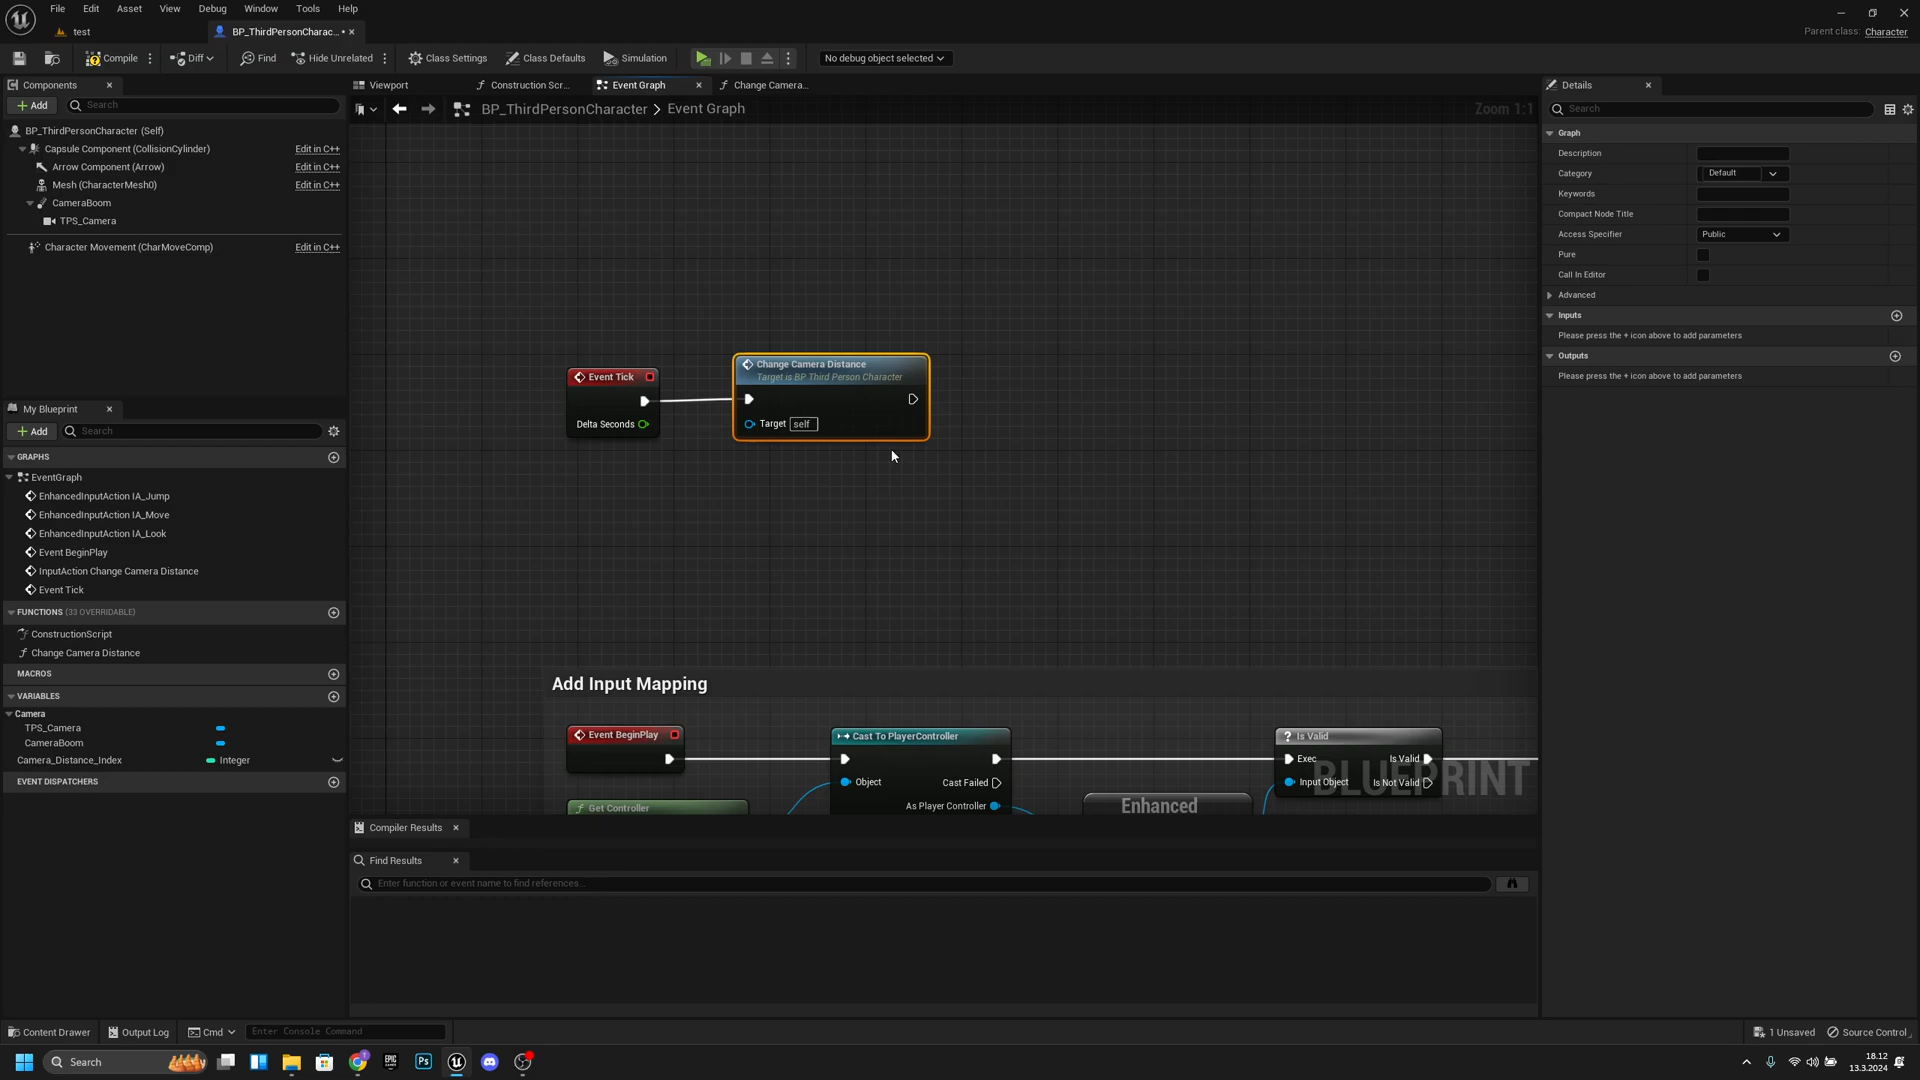 File Edit Asset View Debug Window Tools Help
test
BP_ThirdPersonCharac... •
Parent class: Character
Compile
Diff
Find
Hide Unrelated
Class Settings
Class Defaults
Simulation
No debug object selected
Components
Add
Search
BP_ThirdPersonCharacter (Self)
Capsule Component (CollisionCylinder) Edit in C++
Arrow Component (Arrow) Edit in C++
Mesh (CharacterMesh0) Edit in C++
CameraBoom
TPS_Camera
Character Movement (CharMoveComp) Edit in C++
My Blueprint
Add
Search
GRAPHS
EventGraph
EnhancedInputAction IA_Jump
EnhancedInputAction IA_Move
EnhancedInputAction IA_Look
Event BeginPlay
InputAction Change Camera Distance
Event Tick
FUNCTIONS (33 OVERRIDABLE)
ConstructionScript
Change Camera Distance
MACROS
VARIABLES
Camera
TPS_Camera
CameraBoom
Camera_Distance_Index Integer
EVENT DISPATCHERS
Viewport
Construction Scr...
Event Graph
Change Camera...
BP_ThirdPersonCharacter > Event Graph
Zoom 1:1
Event Tick
Delta Seconds
Change Camera Distance
Target is BP Third Person Character
Target self
Add Input Mapping
Event BeginPlay
Get Controller
Cast To PlayerController
Object
Cast Failed
As Player Controller
Enhanced
? Is Valid
Exec
Is Valid
Input Object
Is Not Valid
BLUEPRINT
Compiler Results
Find Results
Enter function or event name to find references...
Details
Search
Graph
Description
Category Default
Keywords
Compact Node Title
Access Specifier Public
Pure
Call In Editor
Advanced
Inputs
Please press the + icon above to add parameters
Outputs
Please press the + icon above to add parameters
Content Drawer
Output Log
Cmd
Enter Console Command
1 Unsaved
Source Control
Search
EPIC
GAMES
Ps
18.12
13.3.2024